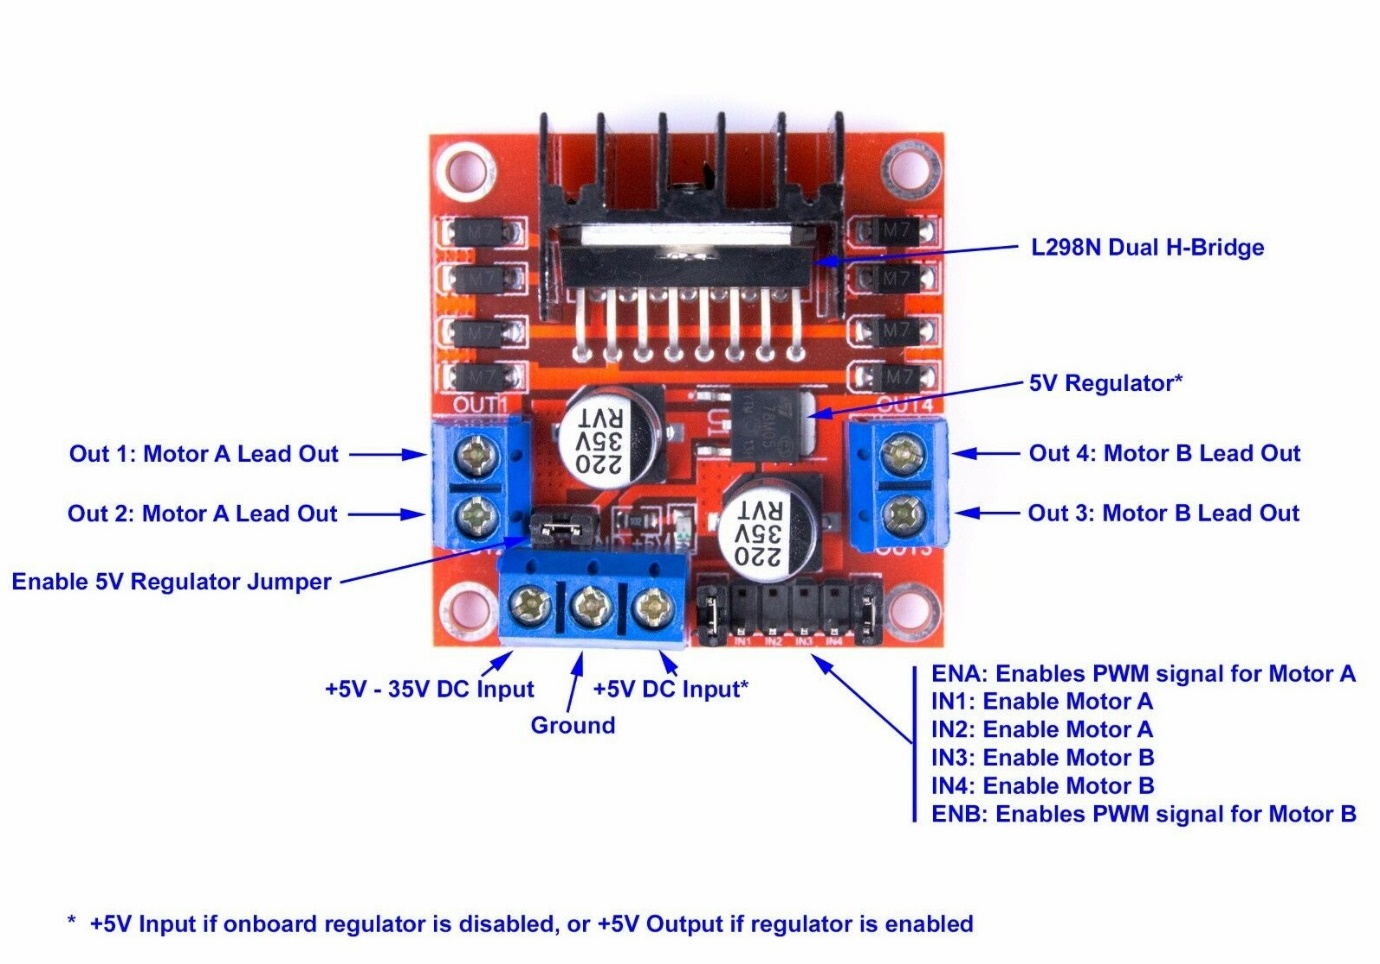 M7
M7
M7
M7
M7
M7
M7
M7
L298N Dual H-Bridge
5V Regulator*
OUT1
OUT4
220
35V
RVT
78M05
Out 1: Motor A Lead Out
Out 4: Motor B Lead Out
Out 2: Motor A Lead Out
Out 3: Motor B Lead Out
OUT3
220
35V
RVT
Enable 5V Regulator Jumper
IN1 IN2 IN3 IN4
+5V - 35V DC Input
Ground
+5V DC Input*
ENA: Enables PWM signal for Motor A
IN1: Enable Motor A
IN2: Enable Motor A
IN3: Enable Motor B
IN4: Enable Motor B
ENB: Enables PWM signal for Motor B
* +5V Input if onboard regulator is disabled, or +5V Output if regulator is enabled